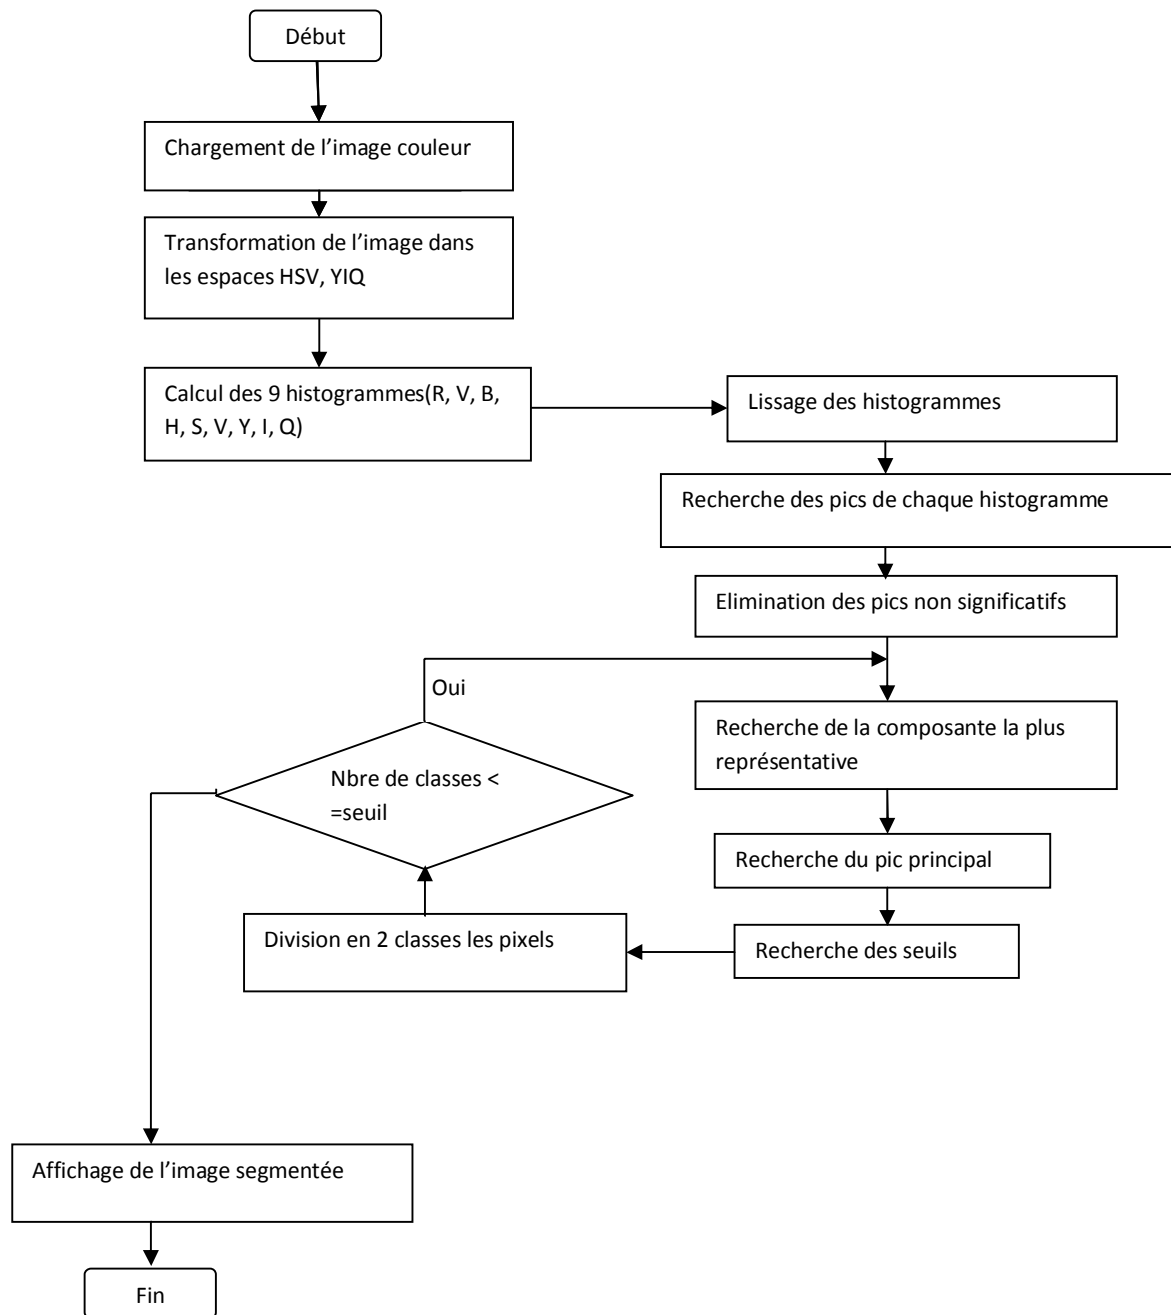 Début
Chargement de l’image couleur
Transformation de l’image dans
les espaces HSV, YIQ
Calcul des 9 histogrammes(R, V, B,
H, S, V, Y, I, Q)
Lissage des histogrammes
Recherche des pics de chaque histogramme
Elimination des pics non significatifs
Recherche de la composante la plus
représentative
Recherche du pic principal
Recherche des seuils
Division en 2 classes les pixels
Nbre de classes <
=seuil
Oui
Affichage de l’image segmentée
Fin